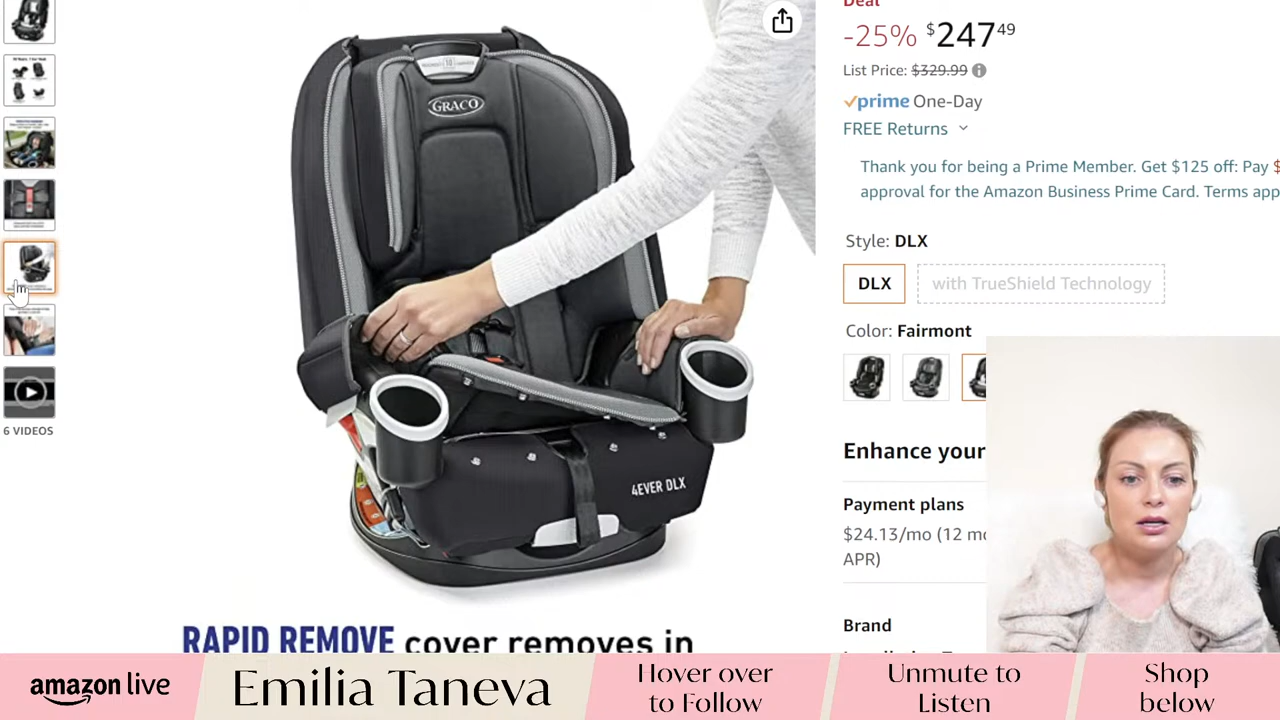 Deal
-25% $247 49
List Price: $329.99
prime One-Day
FREE Returns
Thank you for being a Prime Member. Get $125 off: Pay $
approval for the Amazon Business Prime Card. Terms app
Style: DLX
DLX
with TrueShield Technology
Color: Fairmont
Enhance your
Payment plans
$24.13/mo (12 mo
APR)
Brand
6 VIDEOS
GRACO
4EVER DLX
RAPID REMOVE cover removes in
amazon live
Emilia Taneva
Hover over
to Follow
Unmute to
Listen
Shop
below